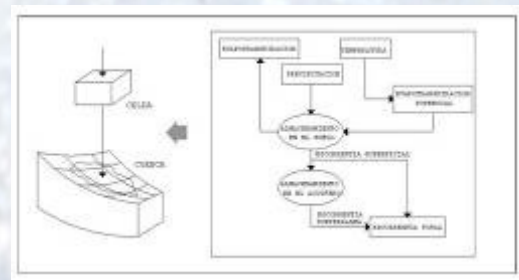 EVAPOTRANSPIRACION
TEMPERATURA
PRECIPITACION
CELDA
EVAPOTRANSPIRACION
POTENCIAL
ALMACENAMIENTO
EN EL SUELO
CUENCA
ESCORRENTIA SUPERFICIAL
ALMACENAMIENTO
EN EL ACUIFERO
ESCORRENTIA
SUBTERRANEA
ESCORRENTIA TOTAL